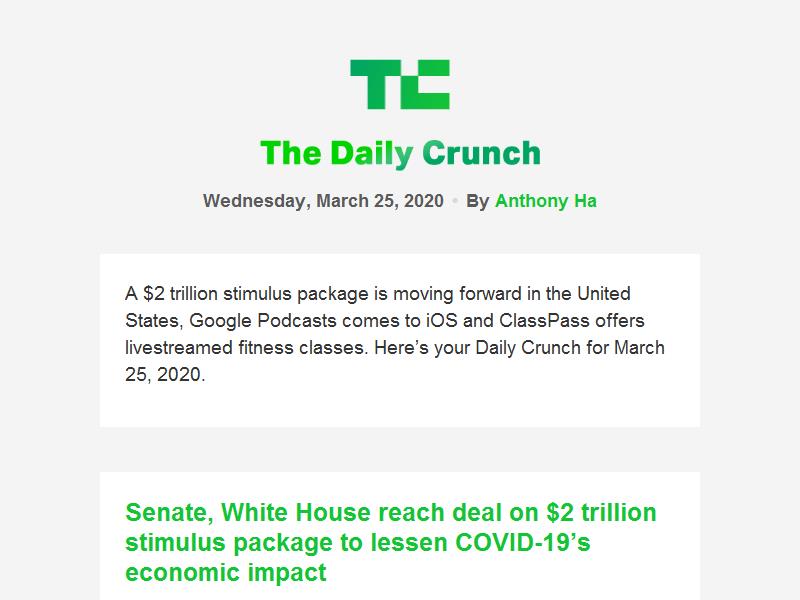 TC
The Daily Crunch
Wednesday, March 25, 2020 • By Anthony Ha
A $2 trillion stimulus package is moving forward in the United
States, Google Podcasts comes to iOS and ClassPass offers
livestreamed fitness classes. Here’s your Daily Crunch for March
25, 2020.
Senate, White House reach deal on $2 trillion
stimulus package to lessen COVID-19’s
economic impact